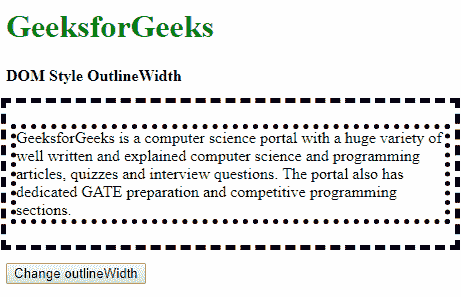 GeeksforGeeks
DOM Style OutlineWidth
GeeksforGeeks is a computer science portal with a huge variety of
well written and explained computer science and programming
articles, quizzes and interview questions. The portal also has
dedicated GATE preparation and competitive programming
sections.
Change outlineWidth